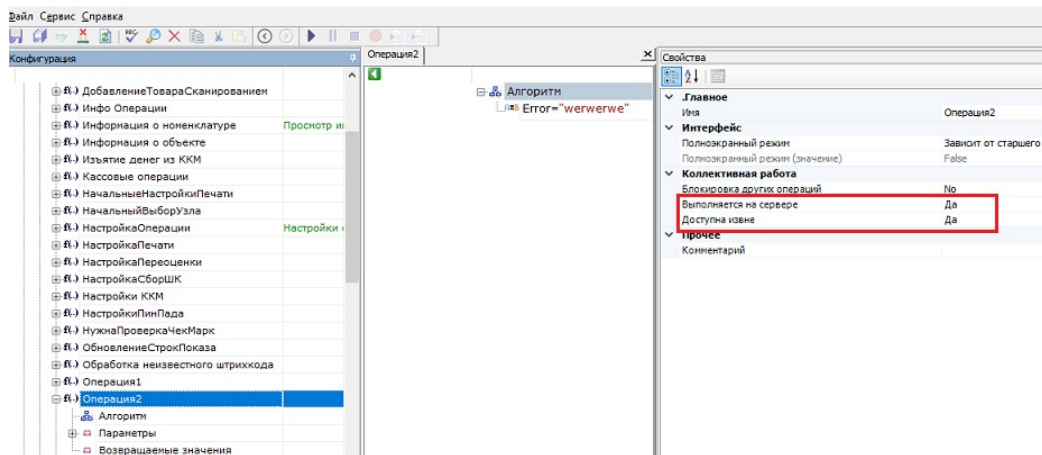 Файл Сервис Справка
Конфигурация
ДобавлениеТовараСканированием
Инфо Операции
Информация о номенклатуре Просмотр и
Информация о объекте
Изъятие денег из ККМ
Кассовые операции
НачальныеНастройкиПечати
НачальныйВыборУзла
НастройкаОперации Настройки
НастройкаПечати
НастройкаПереоценки
НастройкаСборШК
Настройки ККМ
НастройкиПинПада
НужнаПроверкаЧекМарк
ОбновлениеСтрокПоказа
Обработка неизвестного штрихкода
Операция1
Операция2
Алгоритм
Параметры
Возвращаемые значения
Операция2
Алгоритм
Error="werwerwe"
Свойства
.Главное
Имя Операция2
Интерфейс
Полноэкранный режим Зависит от старшего
Полноэкранный режим (значение) False
Коллективная работа
Блокировка других операций No
Выполняется на сервере Да
Доступна извне Да
Прочее
Комментарий